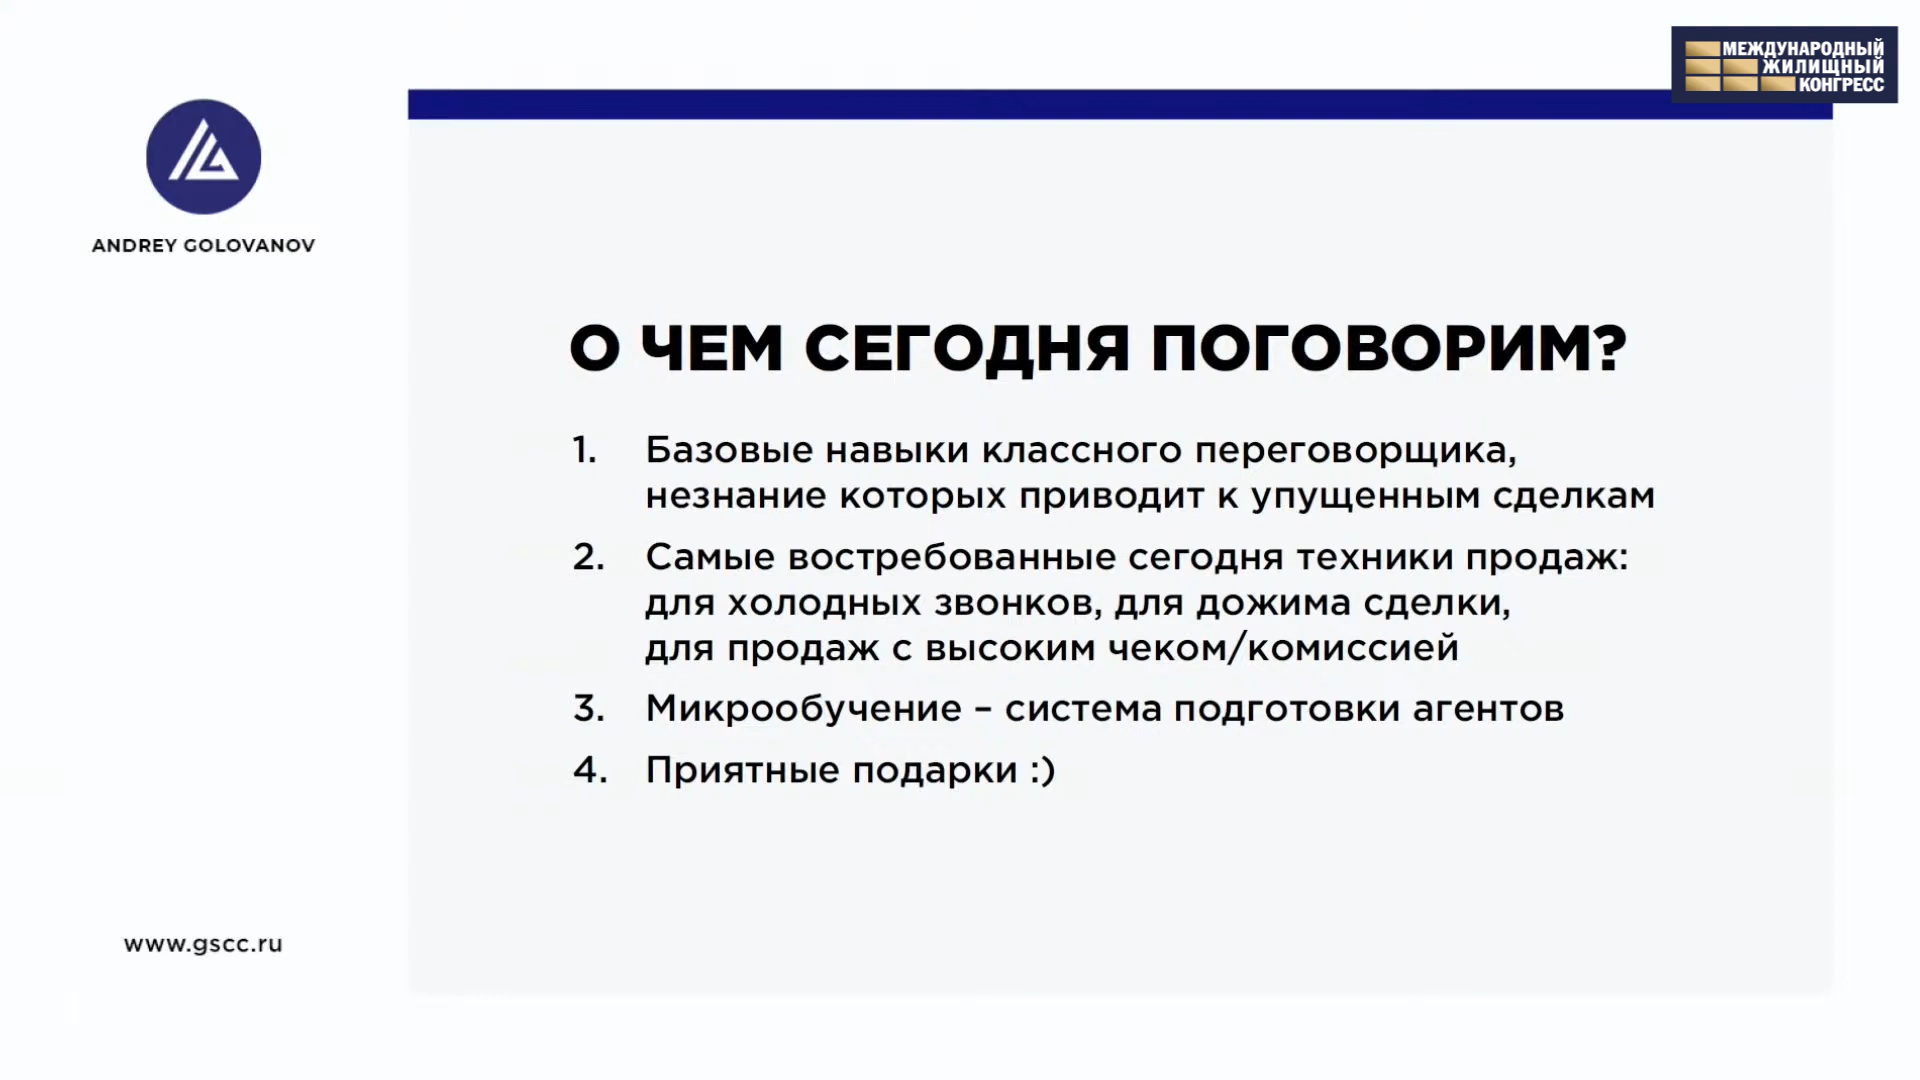 МЕЖДУНАРОДНЫЙ
ЖИЛИЩНЫЙ
КОНГРЕСС
ANDREY GOLOVANOV
О ЧЕМ СЕГОДНЯ ПОГОВОРИМ?
1. Базовые навыки классного переговорщика,
незнание которых приводит к упущенным сделкам
2. Самые востребованные сегодня техники продаж:
для холодных звонков, для дожима сделки,
для продаж с высоким чеком/комиссией
3. Микрообучение – система подготовки агентов
4. Приятные подарки :)
www.gscc.ru